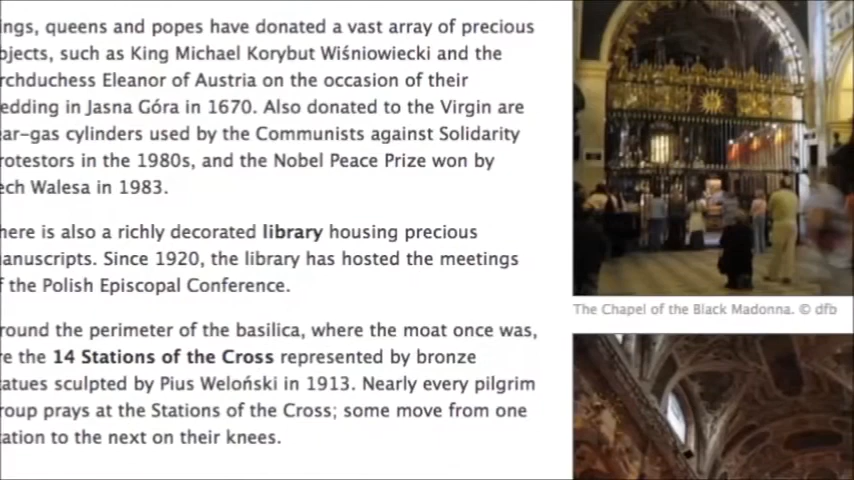 ings, queens and popes have donated a vast array of precious
bjects, such as King Michael Korybut Wiśniowiecki and the
rchduchess Eleanor of Austria on the occasion of their
edding in Jasna Góra in 1670. Also donated to the Virgin are
ar-gas cylinders used by the Communists against Solidarity
rotestors in the 1980s, and the Nobel Peace Prize won by
ech Walesa in 1983.
here is also a richly decorated library housing precious
anuscripts. Since 1920, the library has hosted the meetings
f the Polish Episcopal Conference.
round the perimeter of the basilica, where the moat once was,
re the 14 Stations of the Cross represented by bronze
tatues sculpted by Pius Weloński in 1913. Nearly every pilgrim
roup prays at the Stations of the Cross; some move from one
tation to the next on their knees.
The Chapel of the Black Madonna. © dfb